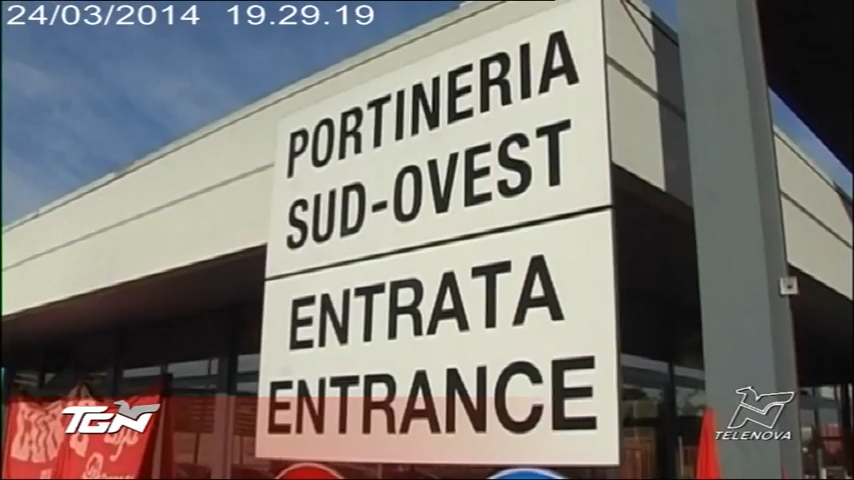 24/03/2014 19.29.19
PORTINERIA
SUD-OVEST
ENTRATA
ENTRANCE
TGN
TELENOVA